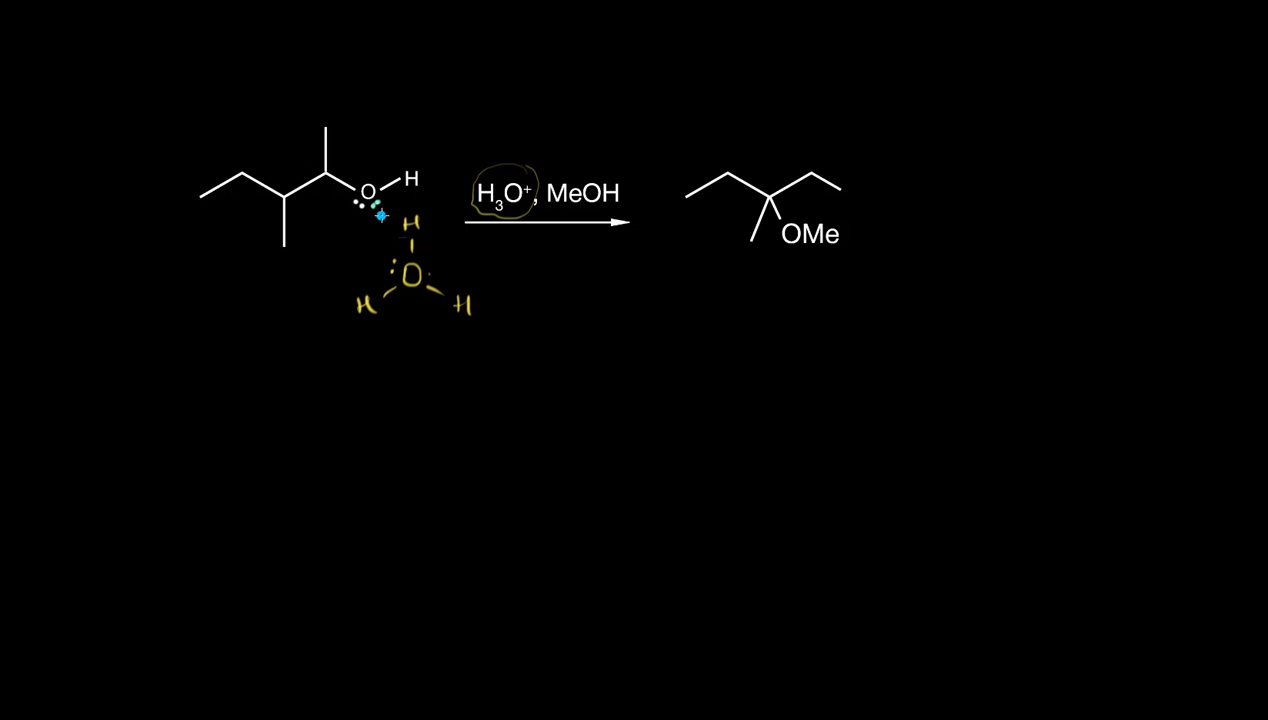 O H
H₃O⁺, MeOH
H
OMe
O
H H